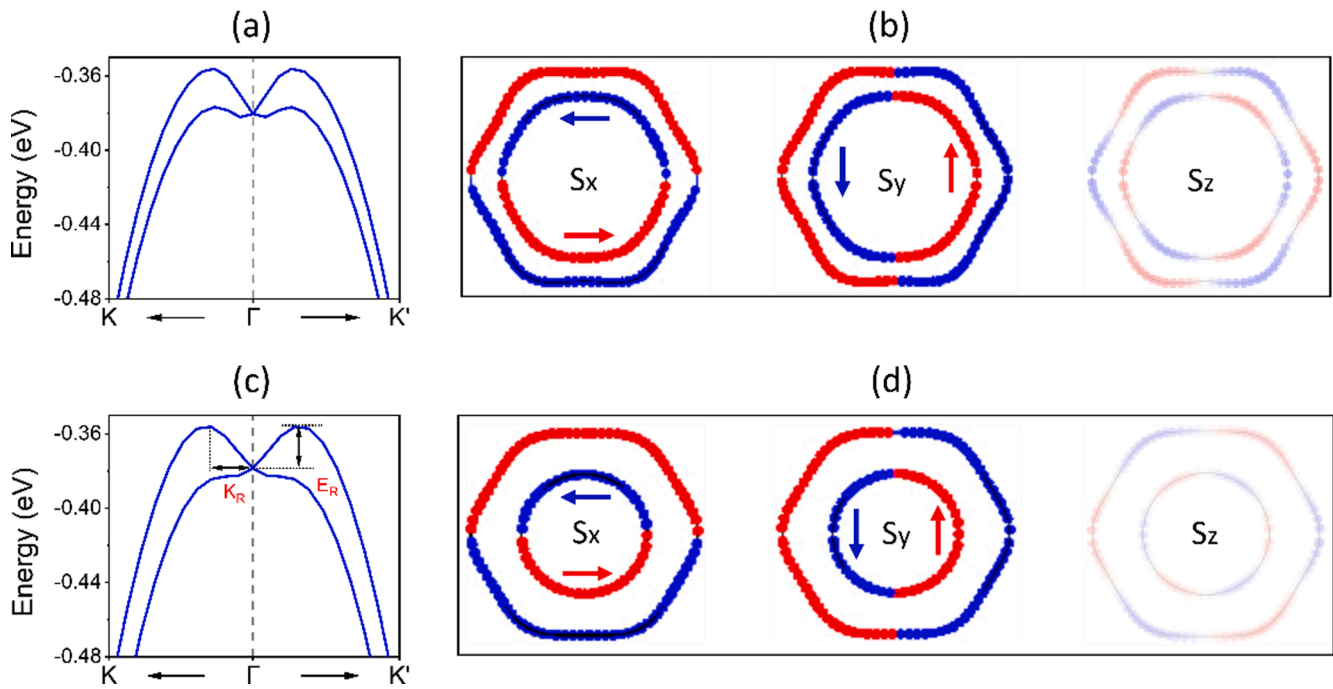 (a)
(b)
Energy (eV)
-0.36
-0.40
-0.44
-0.48
K
Γ
K'
Sx
Sy
Sz
(c)
(d)
Energy (eV)
-0.36
-0.40
-0.44
-0.48
K
Γ
K'
KR
ER
Sx
Sy
Sz